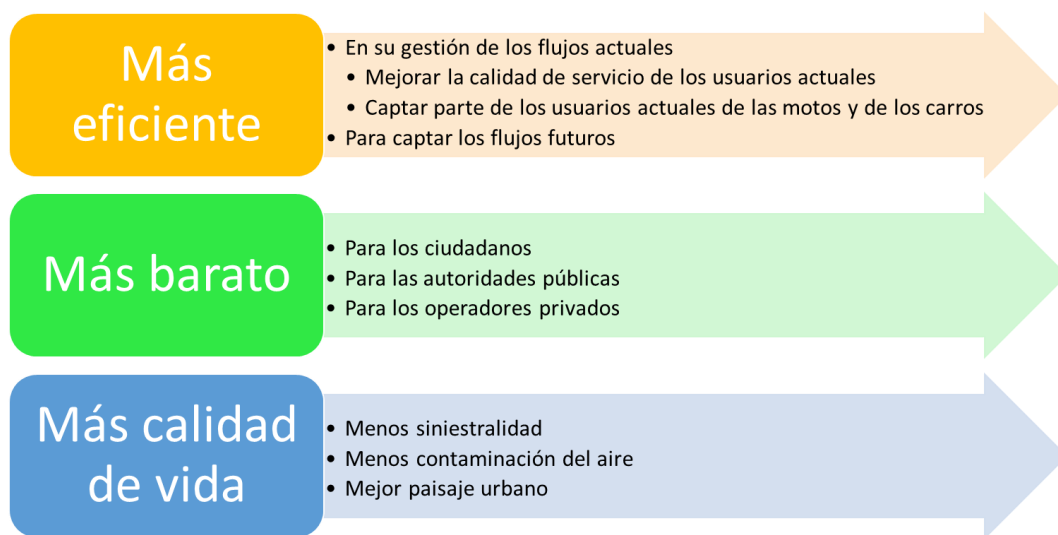 Más
eficiente
• En su gestión de los flujos actuales
• Mejorar la calidad de servicio de los usuarios actuales
• Captar parte de los usuarios actuales de las motos y de los carros
• Para captar los flujos futuros
Más barato
• Para los ciudadanos
• Para las autoridades públicas
• Para los operadores privados
Más calidad
de vida
• Menos siniestralidad
• Menos contaminación del aire
• Mejor paisaje urbano